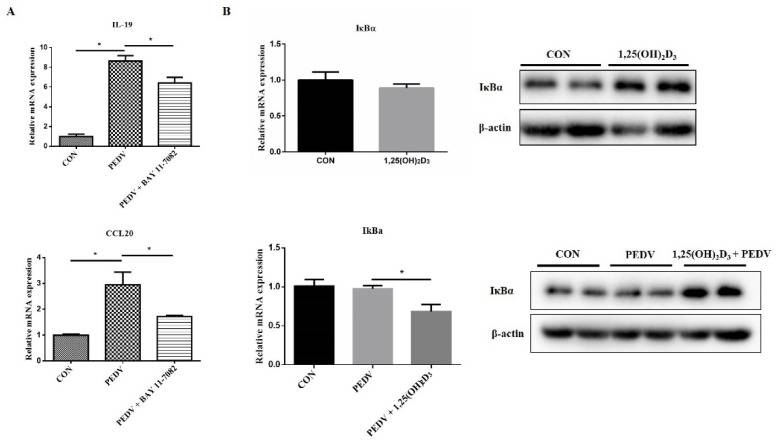 A
IL-19
Relative mRNA expression
10
8
6
4
2
0
*
*
CON
PEDV
PEDV + BAY 11-7082
B
IκBα
Relative mRNA expression
1.5
1.0
0.5
0.0
CON
1,25(OH)2D3
CON
1,25(OH)2D3
IκBα
β-actin
CCL20
Relative mRNA expression
4
3
2
1
0
*
*
CON
PEDV
PEDV + BAY 11-7082
IkBa
Relative mRNA expression
1.5
1.0
0.5
0.0
*
CON
PEDV
PEDV + 1,25(OH)2D3
CON
PEDV
1,25(OH)2D3 + PEDV
IκBα
β-actin